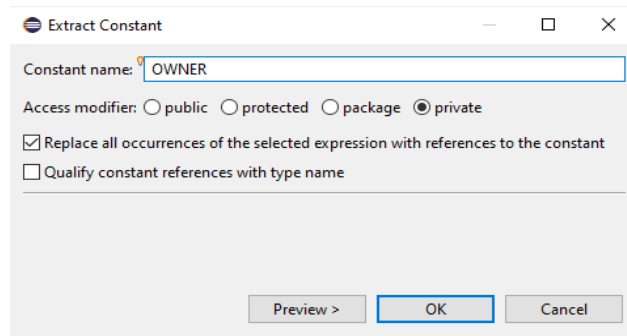 Extract Constant
Constant name: OWNER
Access modifier: public protected package private
Replace all occurrences of the selected expression with references to the constant
Qualify constant references with type name
Preview > OK Cancel